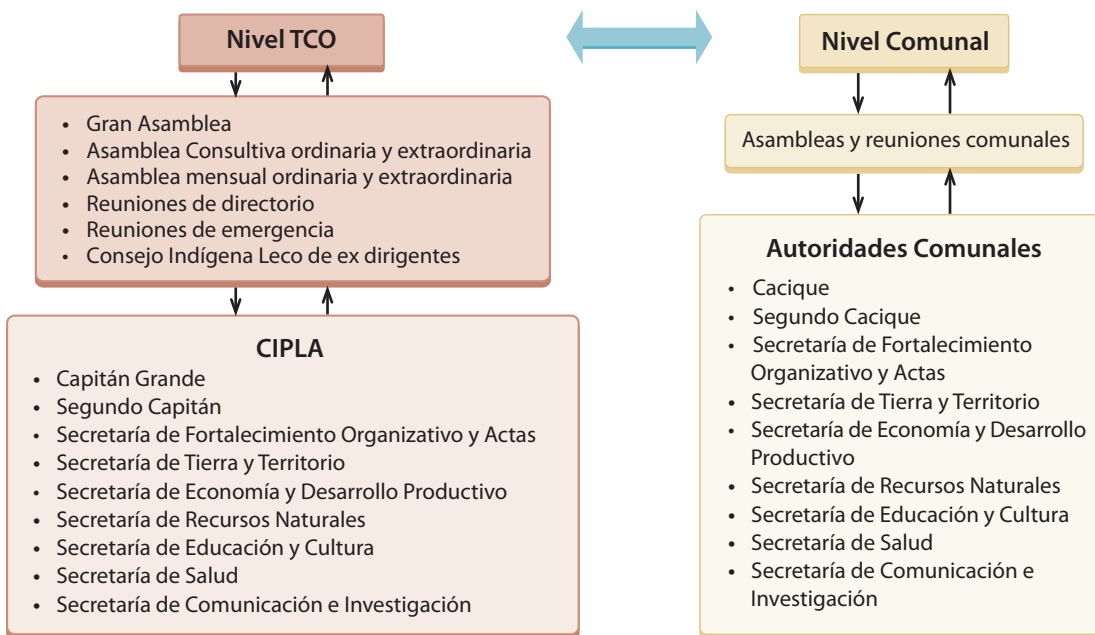 Nivel TCO
• Gran Asamblea
• Asamblea Consultiva ordinaria y extraordinaria
• Asamblea mensual ordinaria y extraordinaria
• Reuniones de directorio
• Reuniones de emergencia
• Consejo Indígena Leco de ex dirigentes
CIPLA
• Capitán Grande
• Segundo Capitán
• Secretaría de Fortalecimiento Organizativo y Actas
• Secretaría de Tierra y Territorio
• Secretaría de Economía y Desarrollo Productivo
• Secretaría de Recursos Naturales
• Secretaría de Educación y Cultura
• Secretaría de Salud
• Secretaría de Comunicación e Investigación
Nivel Comunal
Asambleas y reuniones comunales
Autoridades Comunales
• Cacique
• Segundo Cacique
• Secretaría de Fortalecimiento
Organizativo y Actas
• Secretaría de Tierra y Territorio
• Secretaría de Economía y Desarrollo
Productivo
• Secretaría de Recursos Naturales
• Secretaría de Educación y Cultura
• Secretaría de Salud
• Secretaría de Comunicación e
Investigación